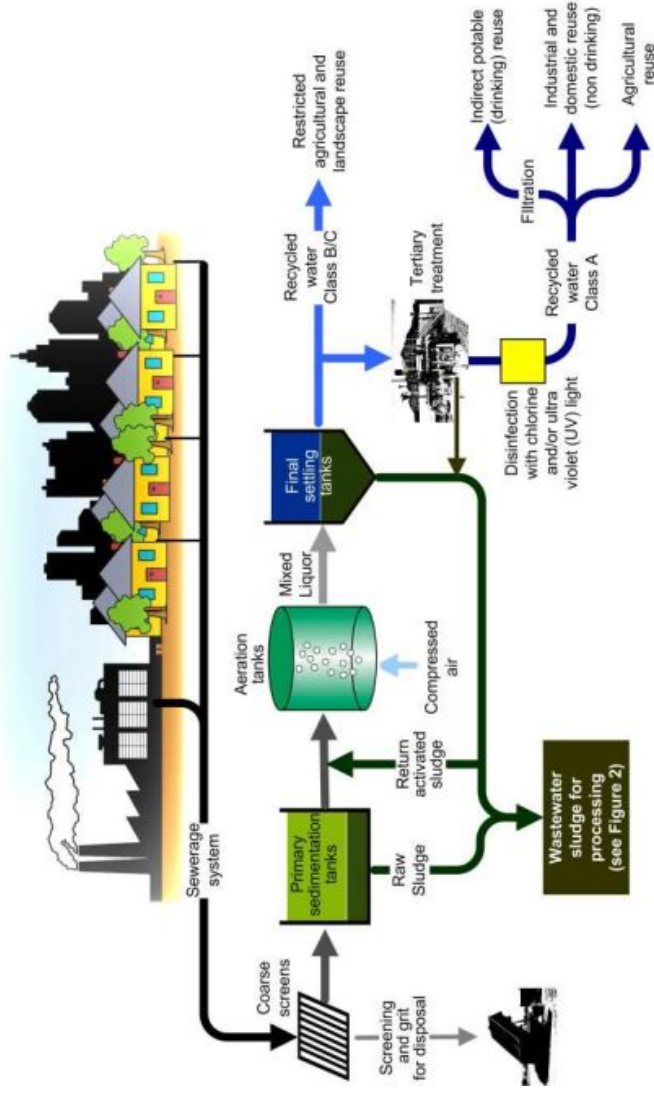 Sewerage
system
Coarse
screens
Screening
and grit
for disposal
Primary
sedimentation
tanks
Raw
Sludge
Return
activated
sludge
Aeration
tanks
Compressed
air
Mixed
Liquor
Final
settling
tanks
Recycled
water
Class B/C
Restricted
agricultural and
landscape reuse
Tertiary
treatment
Disinfection
with chlorine
and/or ultra
violet (UV) light
Recycled
water
Class A
FIltration
Indirect potable
(drinking) reuse
Industrial and
domestic reuse
(non drinking)
Agricultural
reuse
Wastewater
sludge for
processing
(see Figure 2)